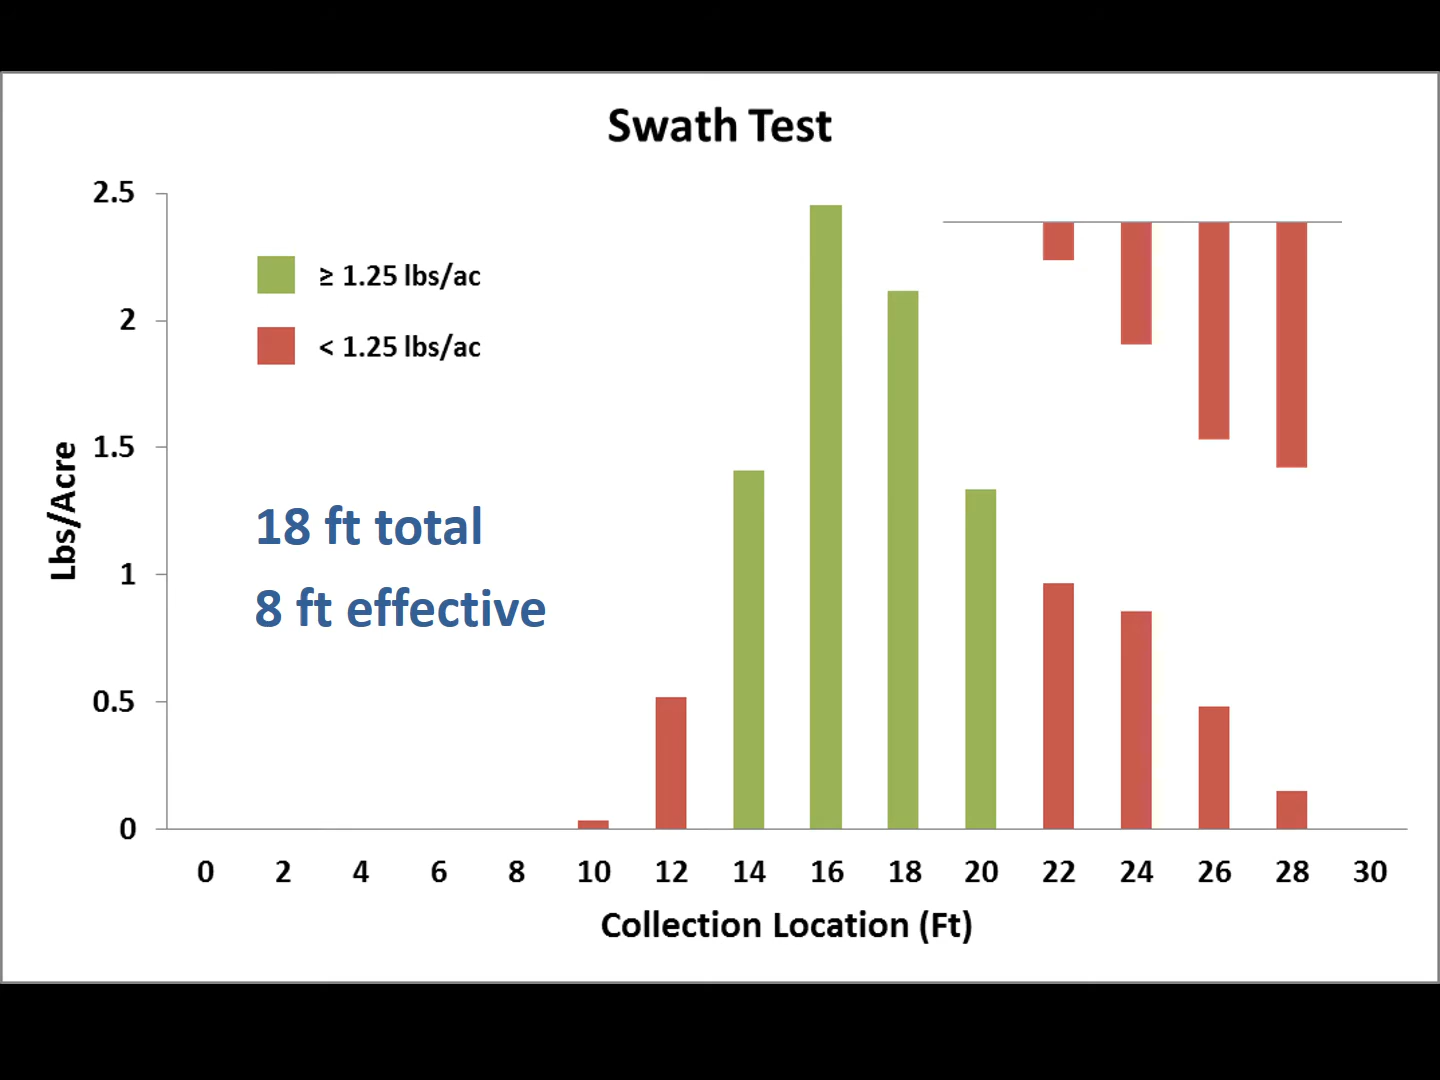 Swath Test
2.5
2
1.5
1
0.5
0
Lbs/Acre
≥ 1.25 lbs/ac
< 1.25 lbs/ac
18 ft total
8 ft effective
0 2 4 6 8 10 12 14 16 18 20 22 24 26 28 30
Collection Location (Ft)